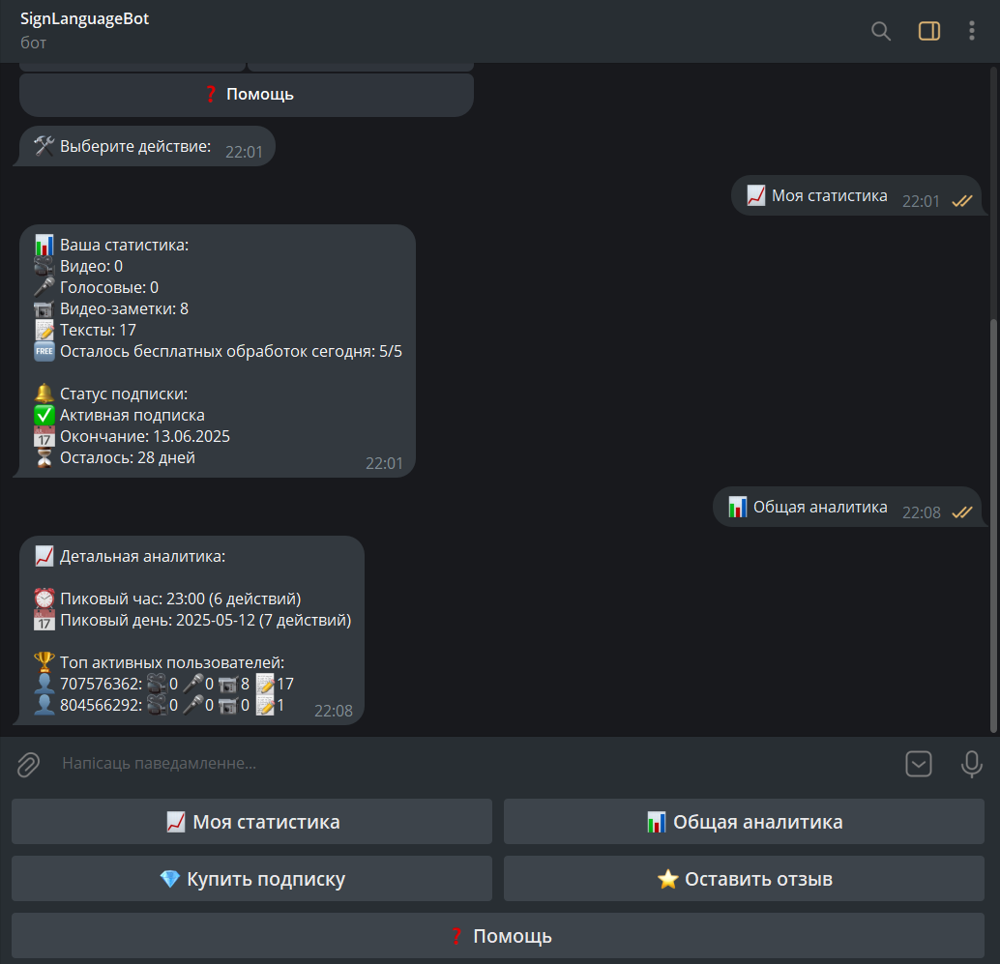 SignLanguageBot
бот
❓ Помощь
🛠 Выберите действие: 22:01
📈 Моя статистика 22:01
📊 Ваша статистика:
🎥 Видео: 0
🎤 Голосовые: 0
📹 Видео-заметки: 8
📝 Тексты: 17
🆓 Осталось бесплатных обработок сегодня: 5/5
🔔 Статус подписки:
✅ Активная подписка
📅 Окончание: 13.06.2025
⏳ Осталось: 28 дней 22:01
📊 Общая аналитика 22:08
📈 Детальная аналитика:
⏰ Пиковый час: 23:00 (6 действий)
📅 Пиковый день: 2025-05-12 (7 действий)
🏆 Топ активных пользователей:
👤 707576362: 🎥0 🎤0 📹8 📝17
👤 804566292: 🎥0 🎤0 📹0 📝1 22:08
Напісаць паведамленне...
📈 Моя статистика
📊 Общая аналитика
💎 Купить подписку
⭐ Оставить отзыв
❓ Помощь